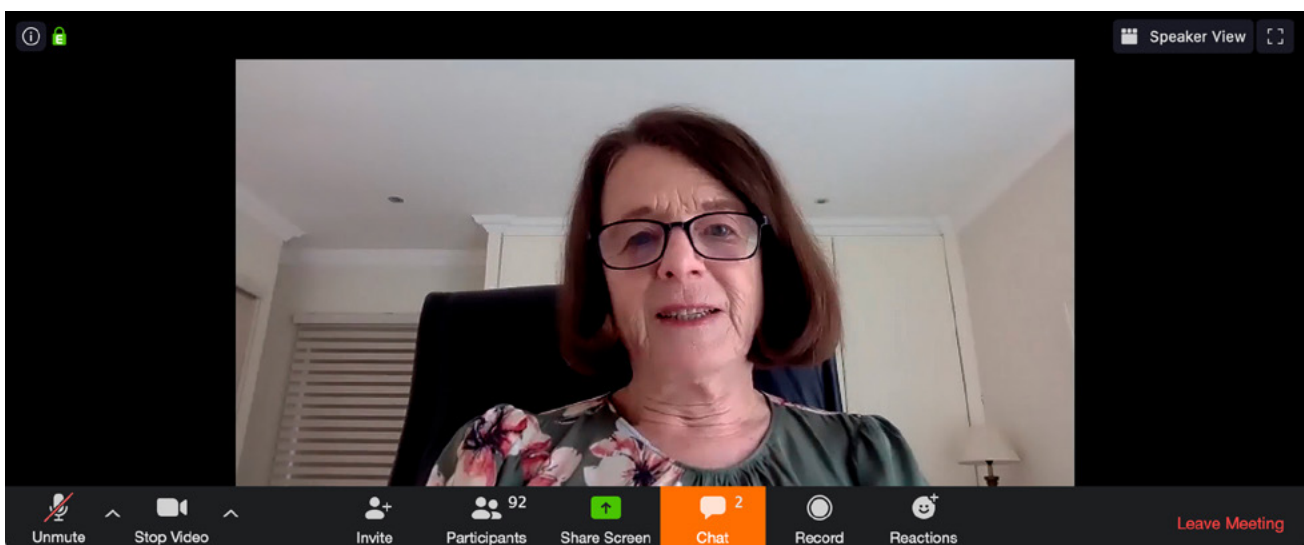 E
Speaker View
92
2
Unmute
Stop Video
Invite
Participants
Share Screen
Chat
Record
Reactions
Leave Meeting